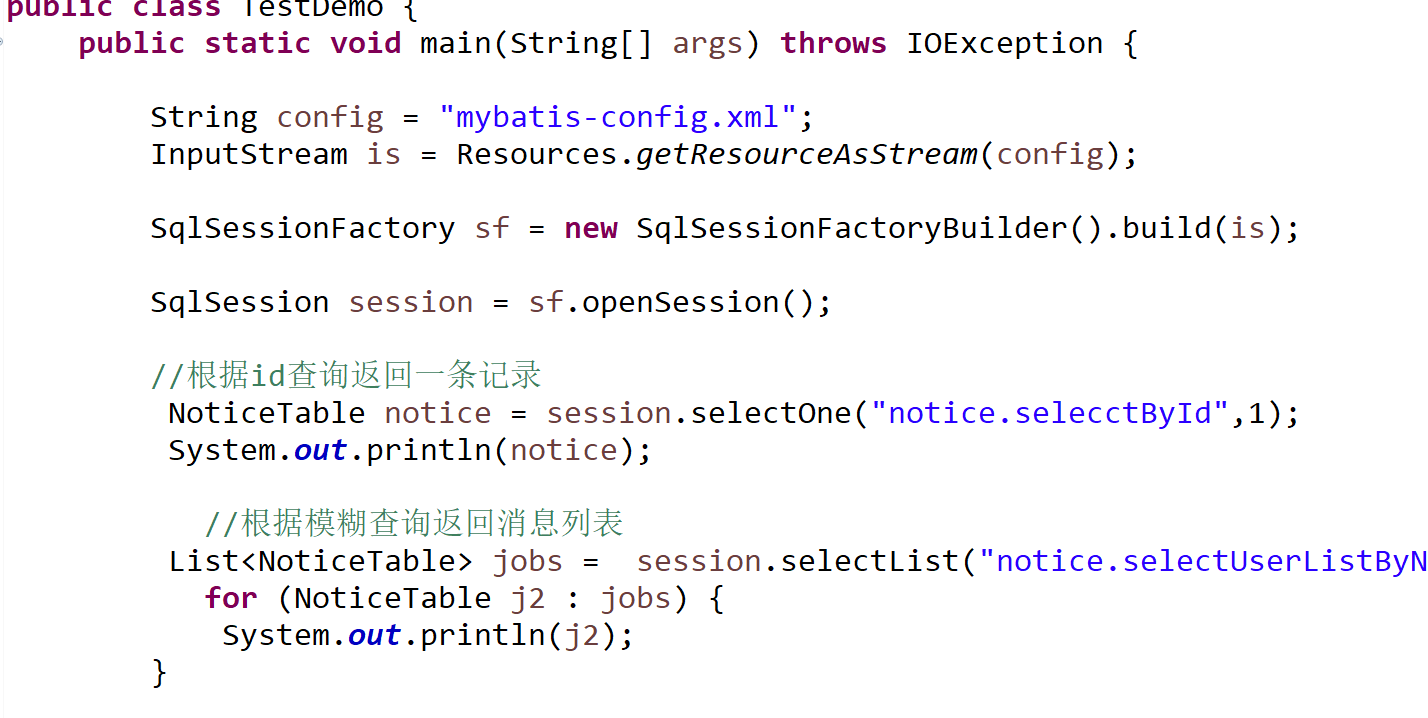 public class TestDemo {
public static void main(String[] args) throws IOException {
String config = "mybatis-config.xml";
InputStream is = Resources.getResourceAsStream(config);
SqlSessionFactory sf = new SqlSessionFactoryBuilder().build(is);
SqlSession session = sf.openSession();
//根据id查询返回一条记录
NoticeTable notice = session.selectOne("notice.selecctById",1);
System.out.println(notice);
//根据模糊查询返回消息列表
List<NoticeTable> jobs = session.selectList("notice.selectUserListByN
for (NoticeTable j2 : jobs) {
System.out.println(j2);
}